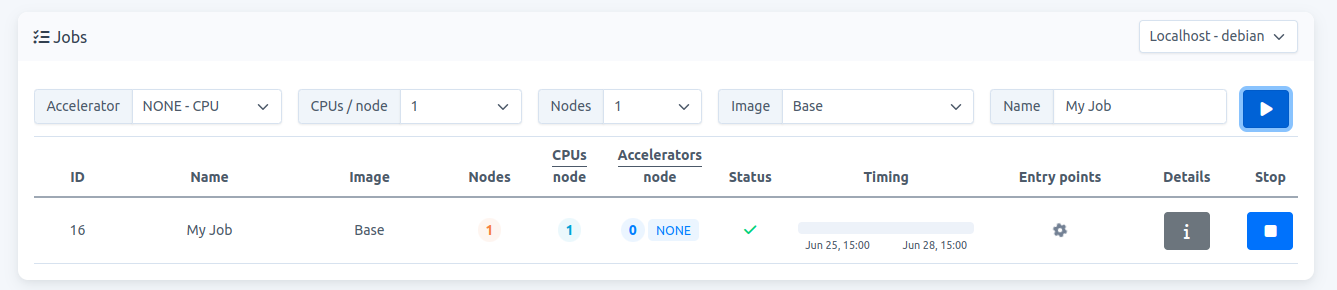 Jobs
Localhost - debian
Accelerator NONE - CPU CPUs / node 1 Nodes 1 Image Base Name My Job
ID Name Image Nodes CPUs node Accelerators node Status Timing Entry points Details Stop
16 My Job Base 1 1 0 NONE
Jun 25, 15:00 Jun 28, 15:00